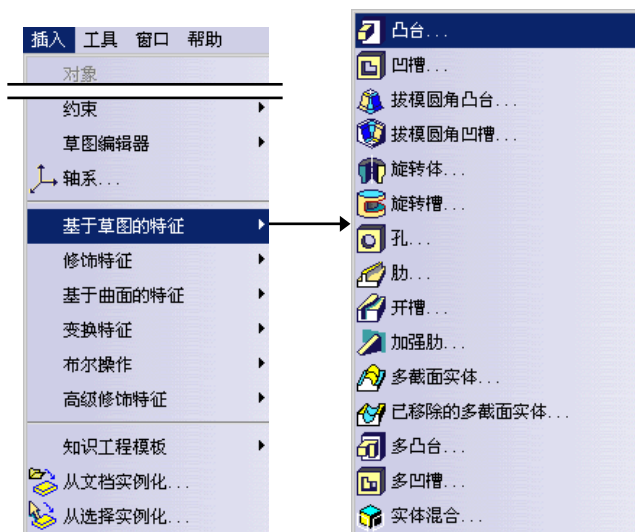 插入 工具 窗口 帮助
对象
约束
草图编辑器
轴系...
基于草图的特征
修饰特征
基于曲面的特征
变换特征
布尔操作
高级修饰特征
知识工程模板
从文档实例化...
从选择实例化...
凸台...
凹槽...
拔模圆角凸台...
拔模圆角凹槽...
旋转体...
旋转槽...
孔...
肋...
开槽...
加强肋...
多截面实体...
已移除的多截面实体...
多凸台...
多凹槽...
实体混合...